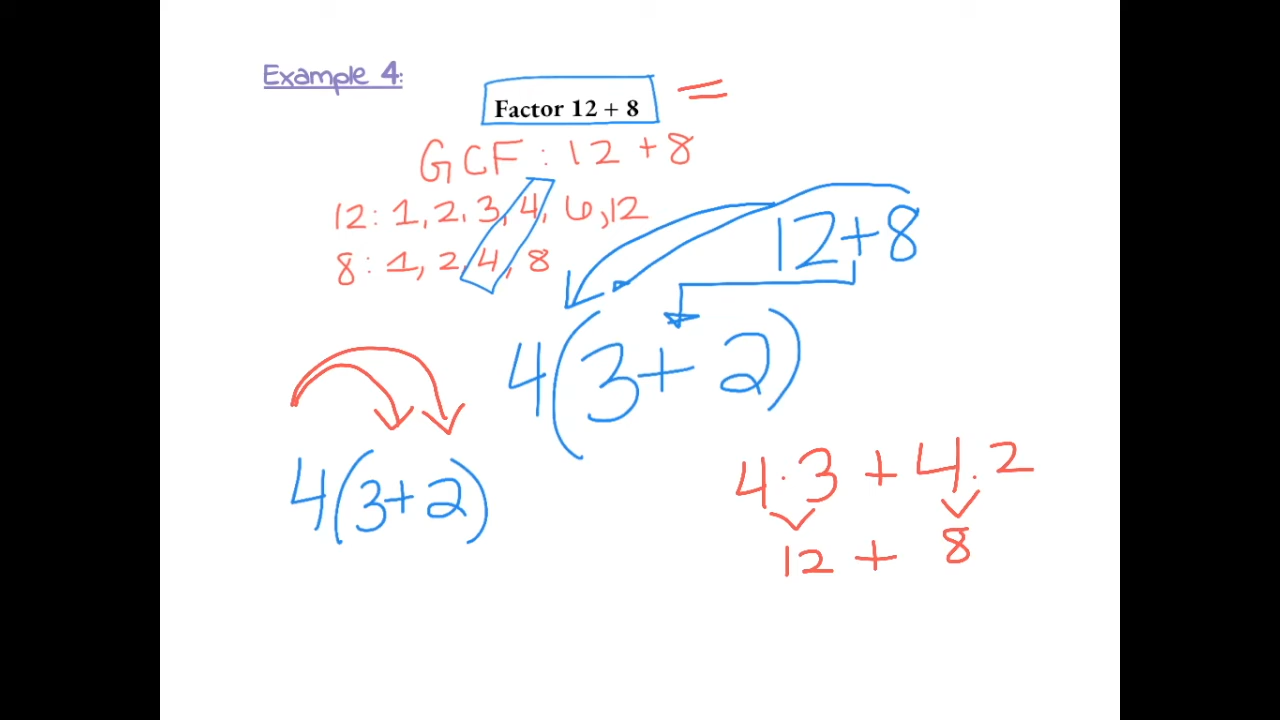 Example 4:
Factor 12 + 8 =
GCF : 12 + 8
12 : 1, 2, 3, 4, 6, 12
8 : 1, 2, 4, 8
12 + 8
4(3 + 2)
4(3 + 2)
4 · 3 + 4 · 2
12 + 8